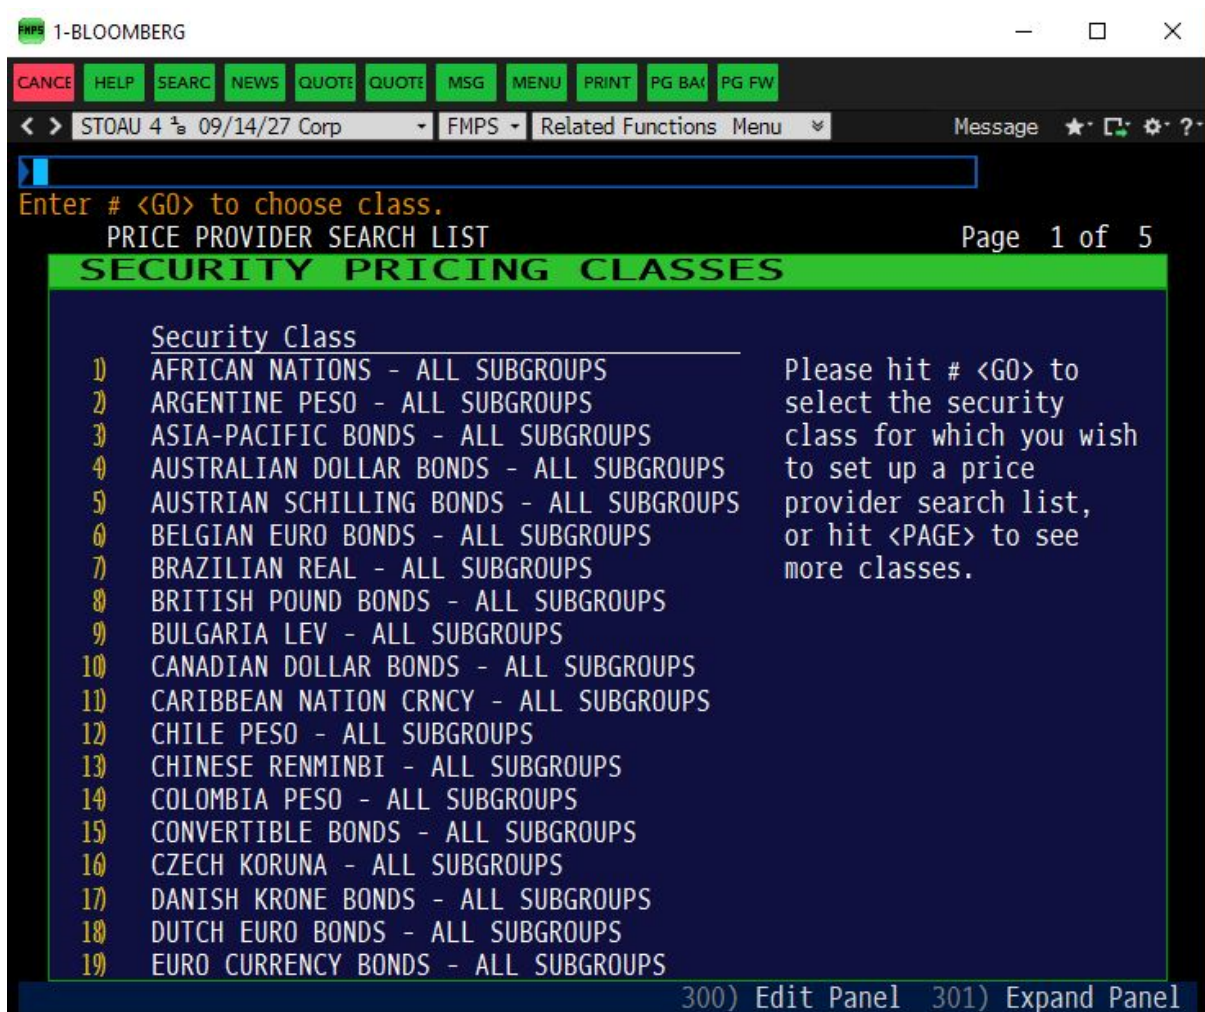 FMPS 1-BLOOMBERG
CANCE HELP SEARC NEWS QUOTE QUOTE MSG MENU PRINT PG BA( PG FW
< > STOAU 4 ⅛ 09/14/27 Corp FMPS Related Functions Menu Message ?
Enter # <GO> to choose class.
PRICE PROVIDER SEARCH LIST Page 1 of 5
SECURITY PRICING CLASSES
Security Class
1) AFRICAN NATIONS - ALL SUBGROUPS
2) ARGENTINE PESO - ALL SUBGROUPS
3) ASIA-PACIFIC BONDS - ALL SUBGROUPS
4) AUSTRALIAN DOLLAR BONDS - ALL SUBGROUPS
5) AUSTRIAN SCHILLING BONDS - ALL SUBGROUPS
6) BELGIAN EURO BONDS - ALL SUBGROUPS
7) BRAZILIAN REAL - ALL SUBGROUPS
8) BRITISH POUND BONDS - ALL SUBGROUPS
9) BULGARIA LEV - ALL SUBGROUPS
10) CANADIAN DOLLAR BONDS - ALL SUBGROUPS
11) CARIBBEAN NATION CRNCY - ALL SUBGROUPS
12) CHILE PESO - ALL SUBGROUPS
13) CHINESE RENMINBI - ALL SUBGROUPS
14) COLOMBIA PESO - ALL SUBGROUPS
15) CONVERTIBLE BONDS - ALL SUBGROUPS
16) CZECH KORUNA - ALL SUBGROUPS
17) DANISH KRONE BONDS - ALL SUBGROUPS
18) DUTCH EURO BONDS - ALL SUBGROUPS
19) EURO CURRENCY BONDS - ALL SUBGROUPS
Please hit # <GO> to
select the security
class for which you wish
to set up a price
provider search list,
or hit <PAGE> to see
more classes.
300) Edit Panel 301) Expand Panel